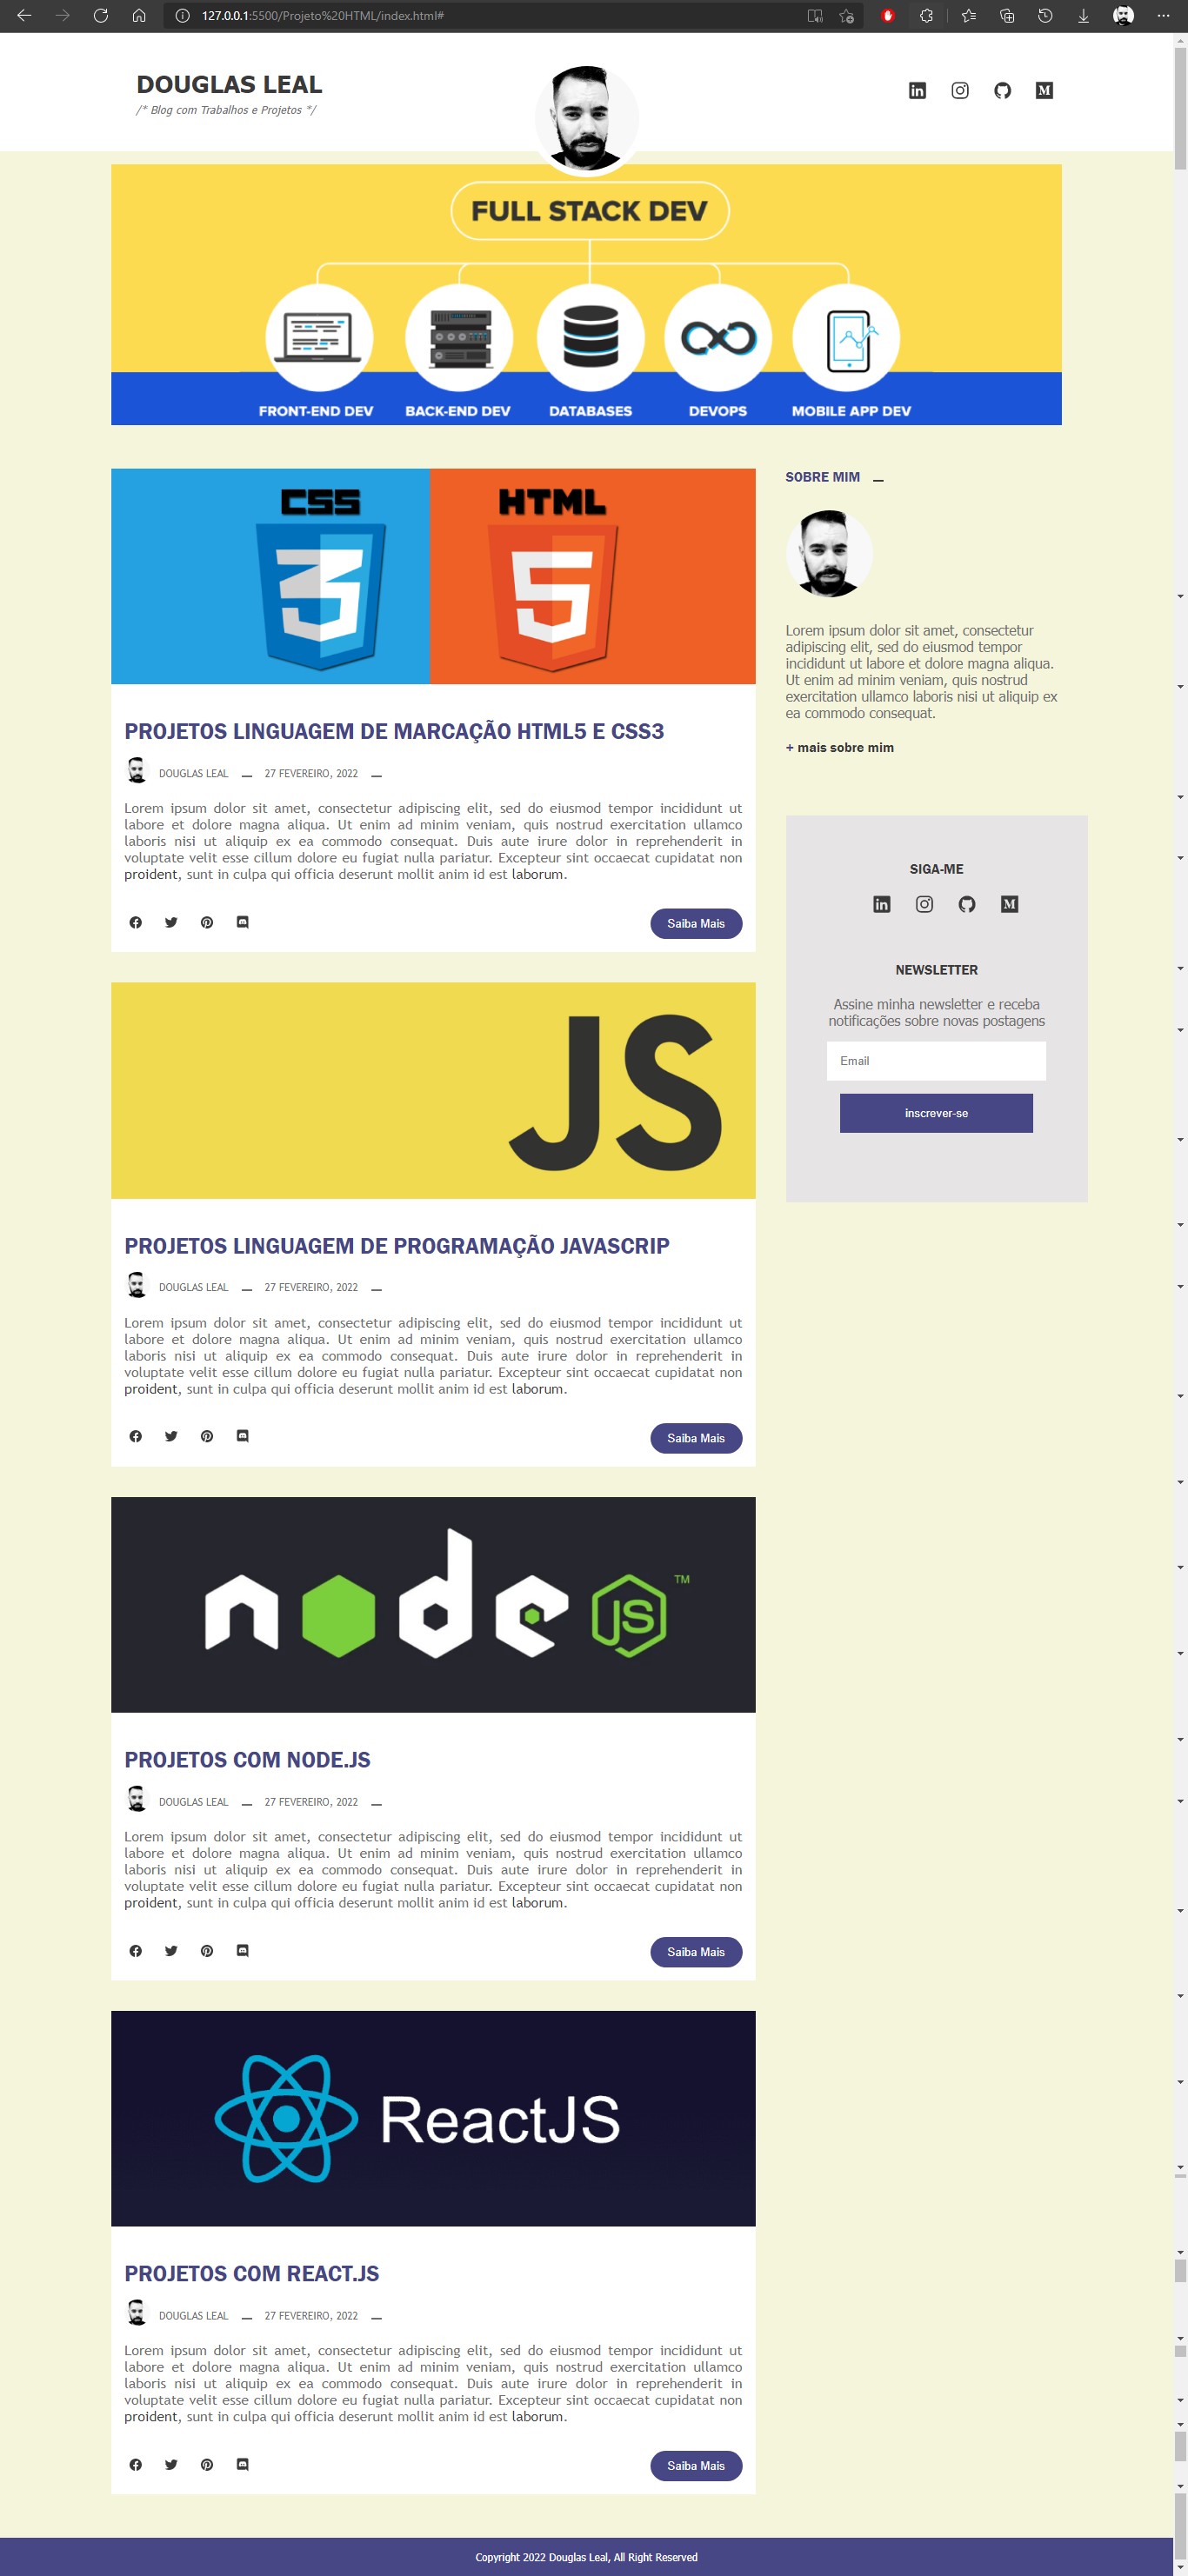 127.0.0.1:5500/Projeto%20HTML/index.html#
DOUGLAS LEAL
/* Blog com Trabalhos e Projetos */
in
M
FULL STACK DEV
FRONT-END DEV BACK-END DEV DATABASES DEVOPS MOBILE APP DEV
CSS HTML
3 5
PROJETOS LINGUAGEM DE MARCAÇÃO HTML5 E CSS3
DOUGLAS LEAL — 27 FEVEREIRO, 2022 —
Lorem ipsum dolor sit amet, consectetur adipiscing elit, sed do eiusmod tempor incididunt ut
labore et dolore magna aliqua. Ut enim ad minim veniam, quis nostrud exercitation ullamco
laboris nisi ut aliquip ex ea commodo consequat. Duis aute irure dolor in reprehenderit in
voluptate velit esse cillum dolore eu fugiat nulla pariatur. Excepteur sint occaecat cupidatat non
proident, sunt in culpa qui officia deserunt mollit anim id est laborum.
Saiba Mais
JS
PROJETOS LINGUAGEM DE PROGRAMAÇÃO JAVASCRIP
DOUGLAS LEAL — 27 FEVEREIRO, 2022 —
Lorem ipsum dolor sit amet, consectetur adipiscing elit, sed do eiusmod tempor incididunt ut
labore et dolore magna aliqua. Ut enim ad minim veniam, quis nostrud exercitation ullamco
laboris nisi ut aliquip ex ea commodo consequat. Duis aute irure dolor in reprehenderit in
voluptate velit esse cillum dolore eu fugiat nulla pariatur. Excepteur sint occaecat cupidatat non
proident, sunt in culpa qui officia deserunt mollit anim id est laborum.
Saiba Mais
node JS TM
PROJETOS COM NODE.JS
DOUGLAS LEAL — 27 FEVEREIRO, 2022 —
Lorem ipsum dolor sit amet, consectetur adipiscing elit, sed do eiusmod tempor incididunt ut
labore et dolore magna aliqua. Ut enim ad minim veniam, quis nostrud exercitation ullamco
laboris nisi ut aliquip ex ea commodo consequat. Duis aute irure dolor in reprehenderit in
voluptate velit esse cillum dolore eu fugiat nulla pariatur. Excepteur sint occaecat cupidatat non
proident, sunt in culpa qui officia deserunt mollit anim id est laborum.
Saiba Mais
ReactJS
PROJETOS COM REACT.JS
DOUGLAS LEAL — 27 FEVEREIRO, 2022 —
Lorem ipsum dolor sit amet, consectetur adipiscing elit, sed do eiusmod tempor incididunt ut
labore et dolore magna aliqua. Ut enim ad minim veniam, quis nostrud exercitation ullamco
laboris nisi ut aliquip ex ea commodo consequat. Duis aute irure dolor in reprehenderit in
voluptate velit esse cillum dolore eu fugiat nulla pariatur. Excepteur sint occaecat cupidatat non
proident, sunt in culpa qui officia deserunt mollit anim id est laborum.
Saiba Mais
SOBRE MIM —
Lorem ipsum dolor sit amet, consectetur
adipiscing elit, sed do eiusmod tempor
incididunt ut labore et dolore magna aliqua.
Ut enim ad minim veniam, quis nostrud
exercitation ullamco laboris nisi ut aliquip ex
ea commodo consequat.
+ mais sobre mim
SIGA-ME
in
M
NEWSLETTER
Assine minha newsletter e receba
notificações sobre novas postagens
Email
inscrever-se
Copyright 2022 Douglas Leal, All Right Reserved